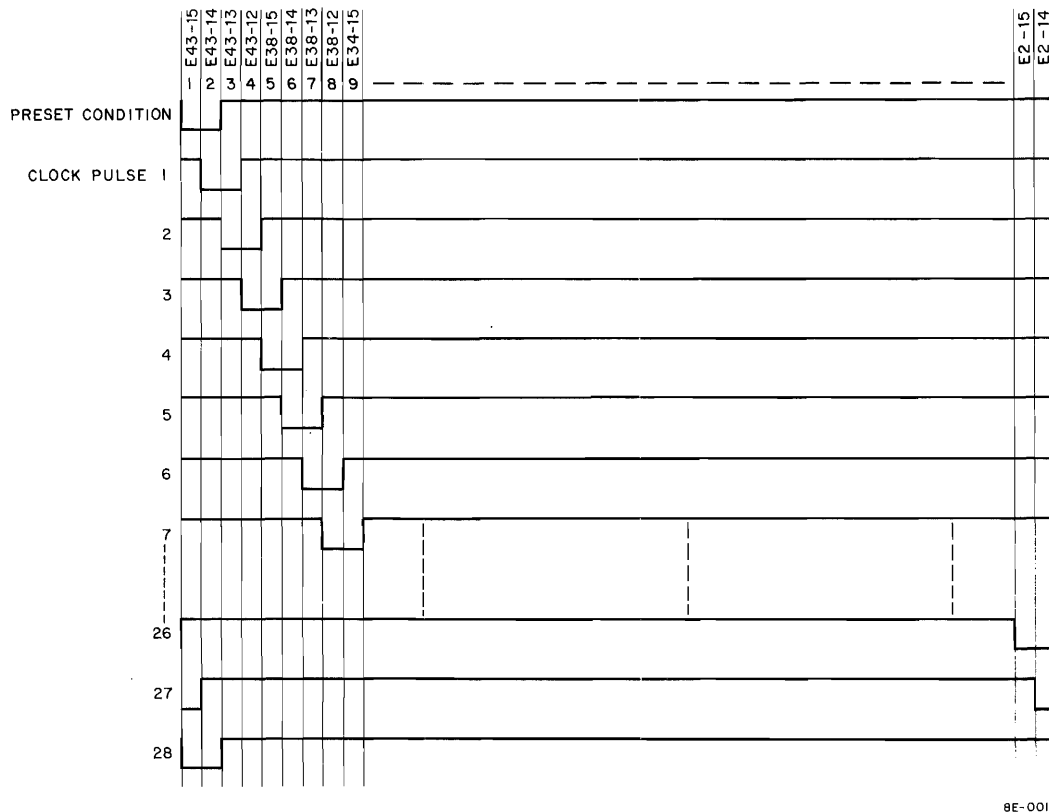 E43-15
E43-14
E43-13
E43-12
E38-15
E38-14
E38-13
E38-12
E34-15
E2-15
E2-14
1 2 3 4 5 6 7 8 9
PRESET CONDITION
CLOCK PULSE 1
2
3
4
5
6
7
26
27
28
8E-001